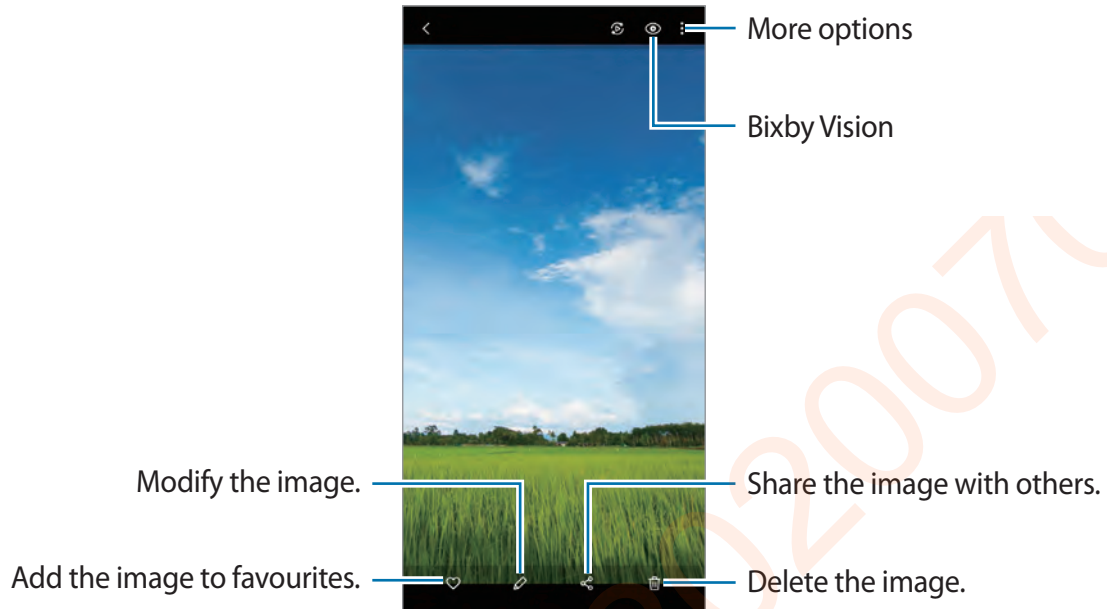 More options
Bixby Vision
Modify the image.
Share the image with others.
Add the image to favourites.
Delete the image.